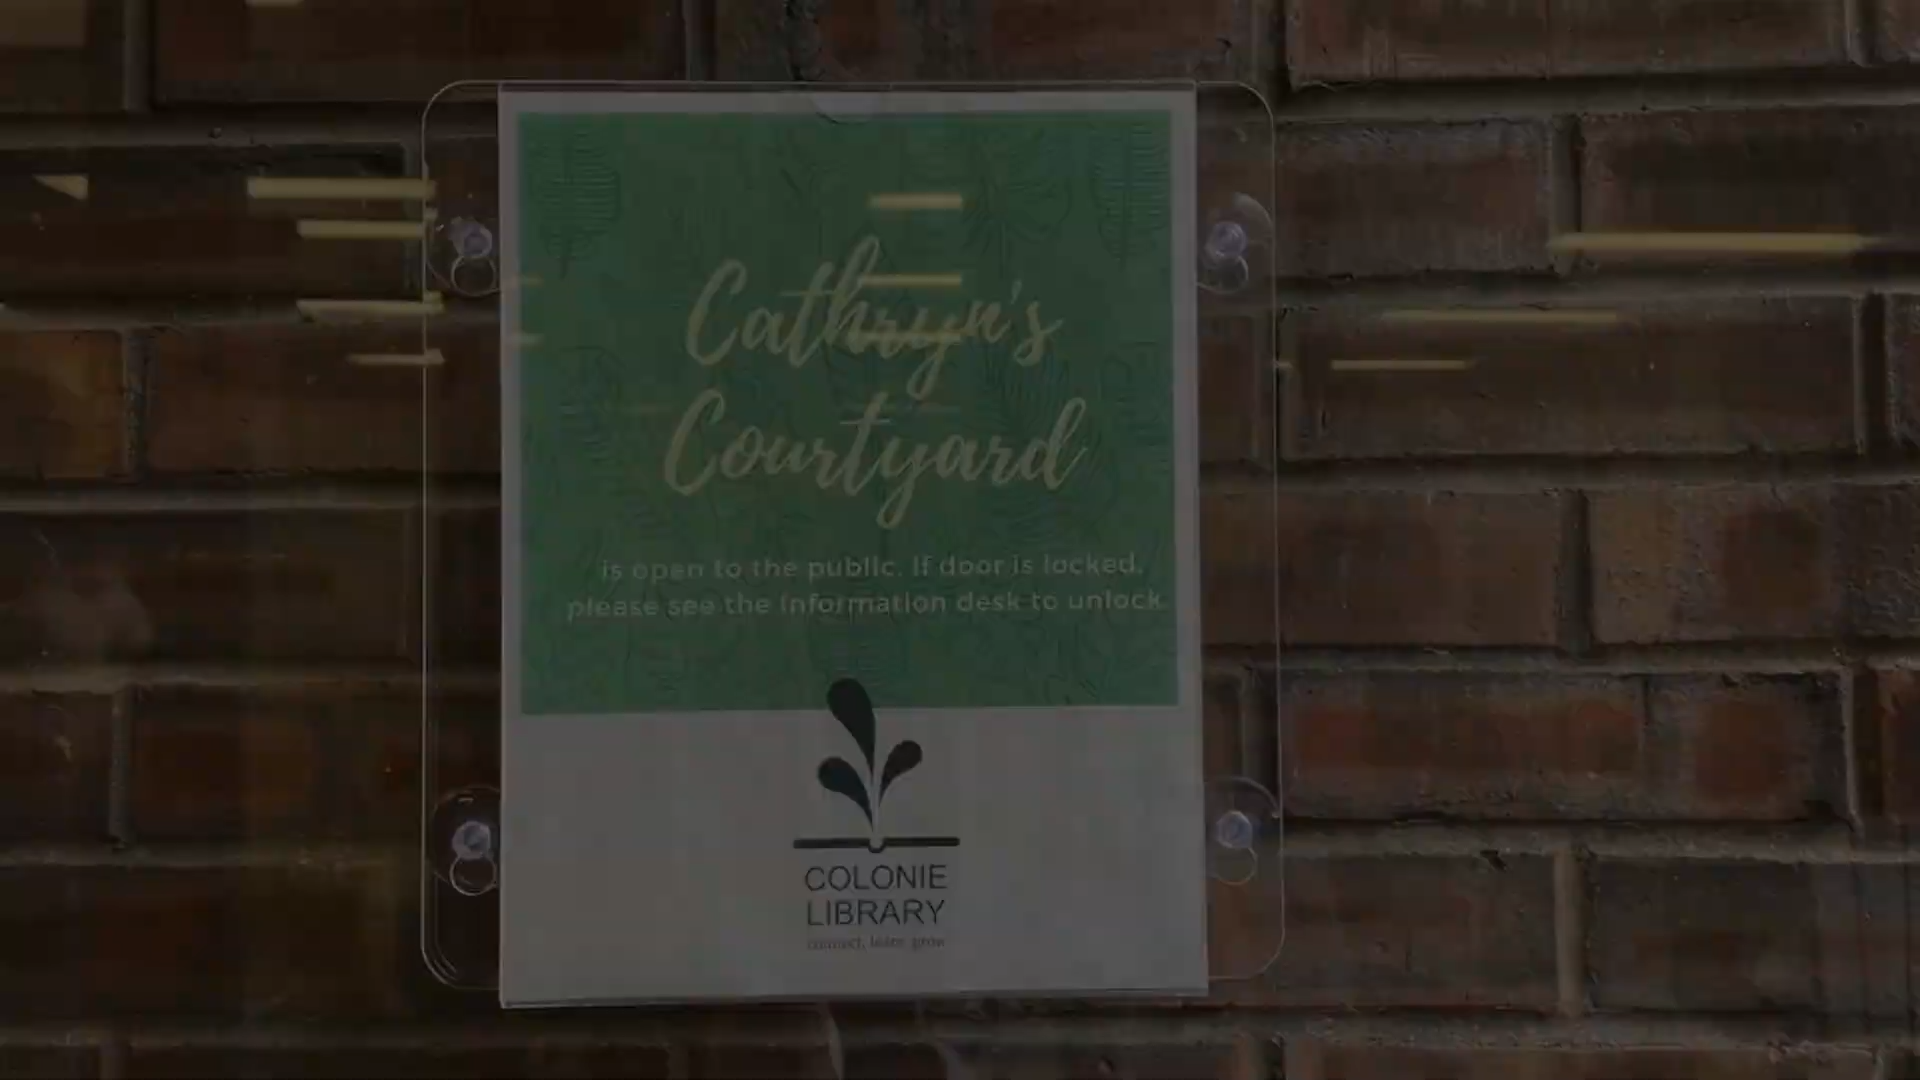 Cathryn's
Courtyard
is open to the public. If door is locked,
please see the information desk to unlock.
COLONIE
LIBRARY
connect. learn. grow.